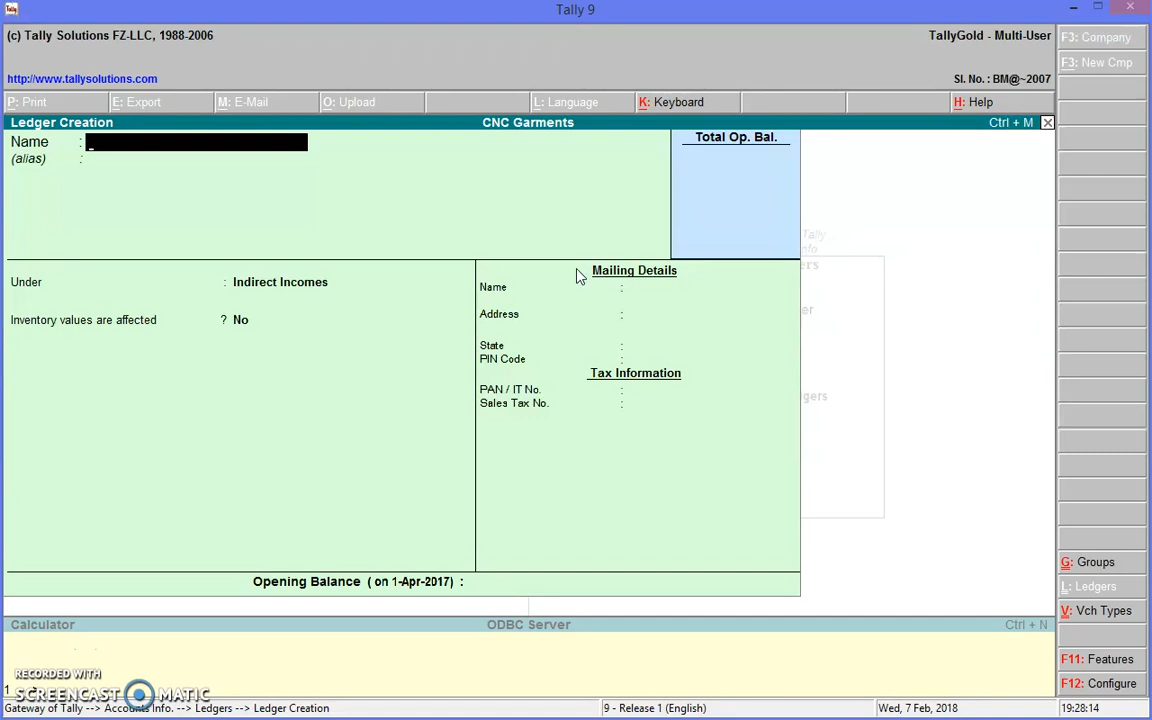 Tally
Tally 9
(c) Tally Solutions FZ-LLC, 1988-2006
TallyGold - Multi-User
http://www.tallysolutions.com
Sl. No. : BM@~2007
P: Print
E: Export
M: E-Mail
O: Upload
L: Language
K: Keyboard
H: Help
F3: Company
F3: New Cmp
Ledger Creation
CNC Garments
Ctrl + M
Name :
(alias) :
Total Op. Bal.
Tally
Under : Indirect Incomes
Inventory values are affected ? No
Mailing Details
Name :
Address :
State :
PIN Code :
Tax Information
PAN / IT No. :
Sales Tax No. :
Opening Balance ( on 1-Apr-2017) :
G: Groups
L: Ledgers
V: Vch Types
F11: Features
F12: Configure
Calculator
ODBC Server
Ctrl + N
1
RECORDED WITH
SCREENCAST MATIC
Gateway of Tally --> Accounts Info. --> Ledgers --> Ledger Creation
9 - Release 1 (English)
Wed, 7 Feb, 2018
19:28:14